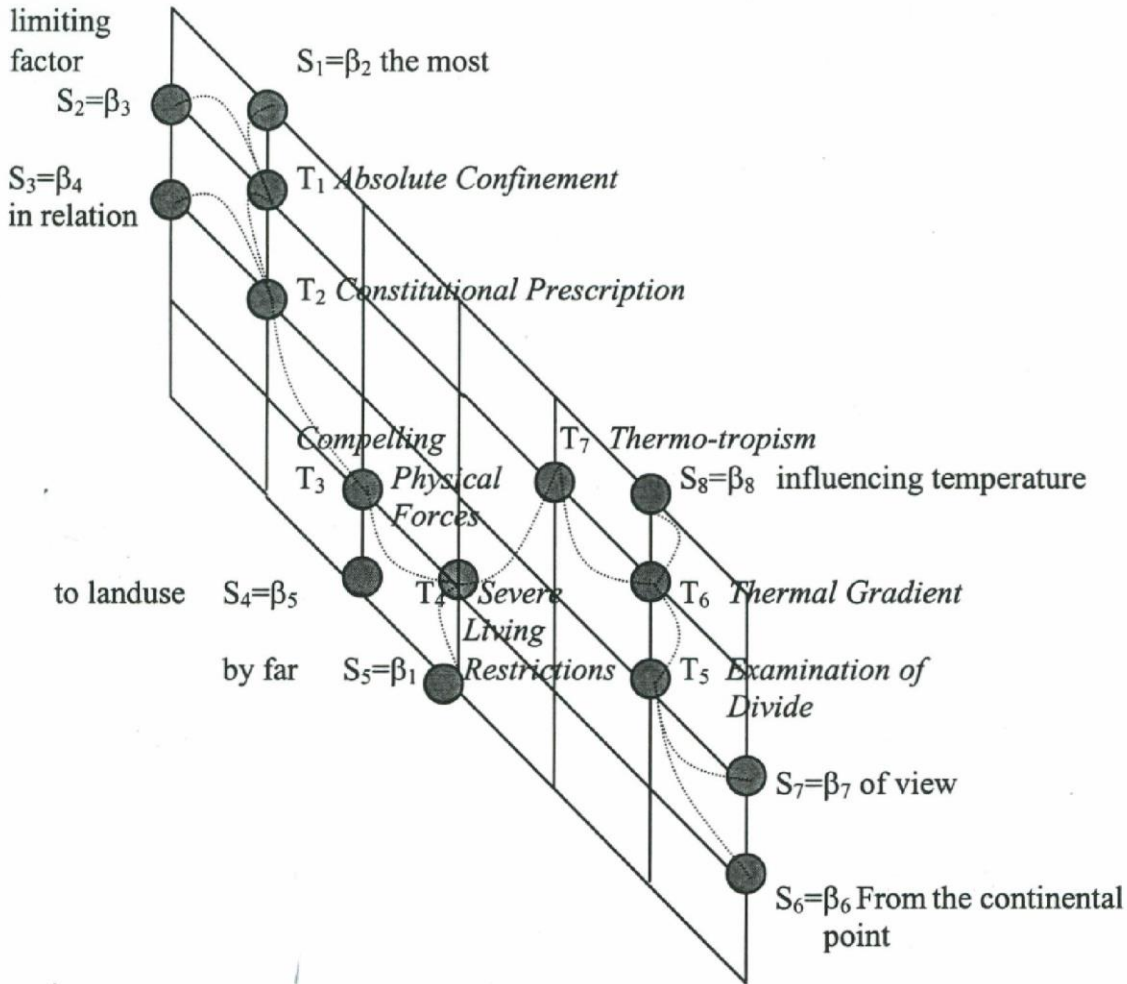 limiting
factor
S₁=β₂ the most
S₂=β₃
S₃=β₄
in relation
T₁ Absolute Confinement
T₂ Constitutional Prescription
Compelling
T₃ Physical
Forces
T₇ Thermo-tropism
S₈=β₈ influencing temperature
to landuse S₄=β₅
T₄ Severe
Living
Restrictions
T₆ Thermal Gradient
by far S₅=β₁
T₅ Examination of
Divide
S₇=β₇ of view
S₆=β₆ From the continental
point